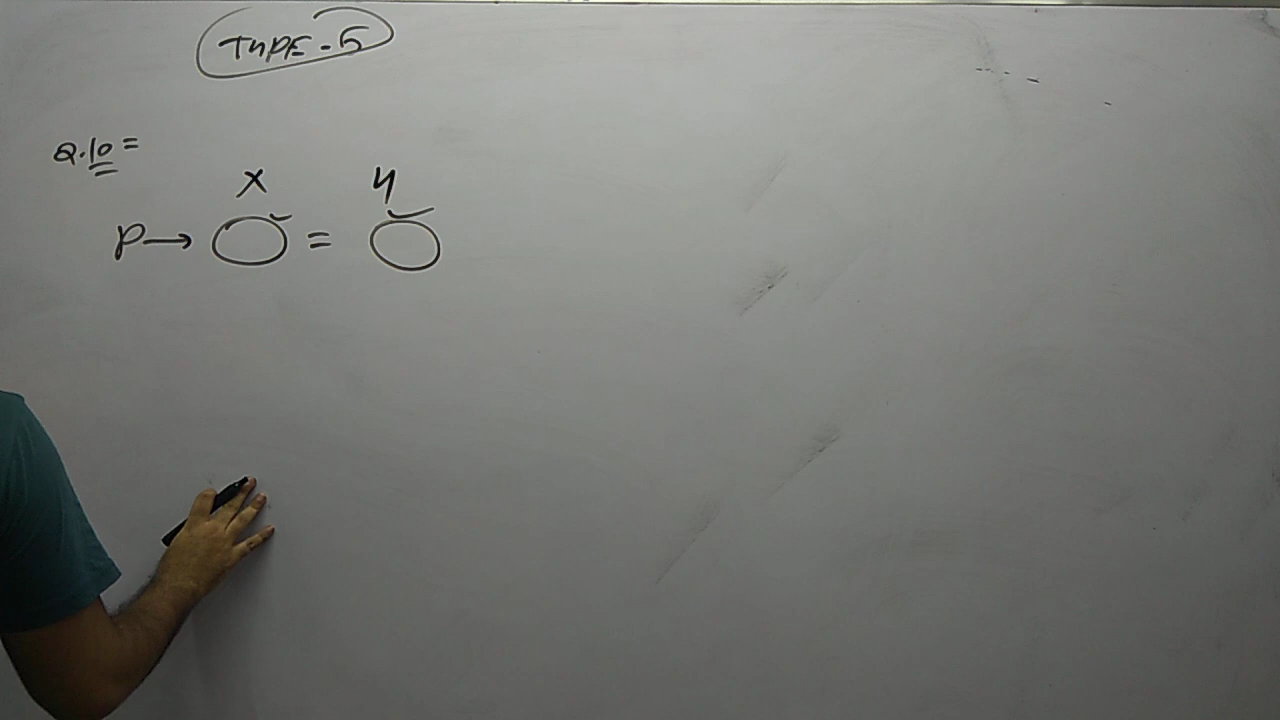 TYPE-5
Q.10=
x y
P→ O = O